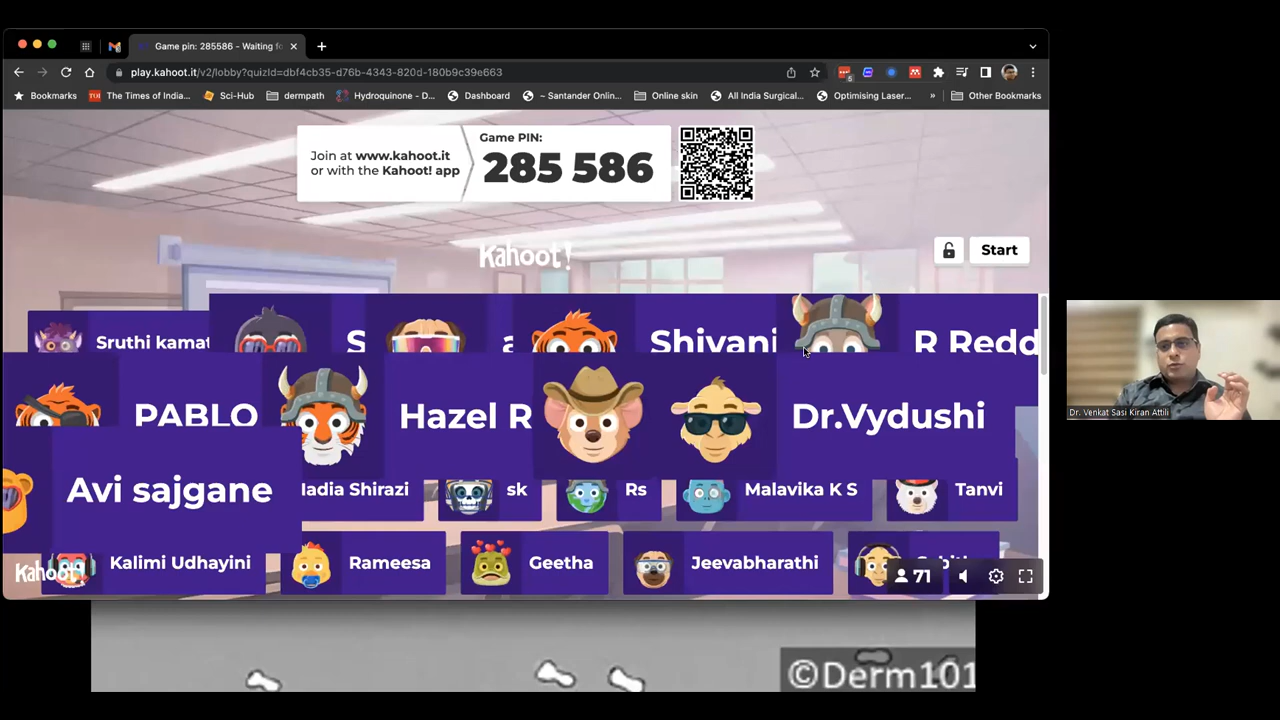 Game pin: 285586 - Waiting fo
play.kahoot.it/v2/lobby?quizId=dbf4cb35-d76b-4343-820d-180b9c39e663
Bookmarks
TOI
The Times of India...
Sci-Hub
dermpath
Hydroquinone - D...
Dashboard
~ Santander Onlin...
Online skin
All India Surgical...
Optimising Laser...
»
Other Bookmarks
Join at www.kahoot.it
or with the Kahoot! app
Game PIN:
285 586
Kahoot!
Start
Sruthi kamat
S
Shivani
R Redd
PABLO
Hazel R
Dr.Vydushi
Avi sajgane
Nadia Shirazi
sk
Rs
Malavika K S
Tanvi
Kalimi Udhayini
Rameesa
Geetha
Jeevabharathi
Kahoot!
71
Dr. Venkat Sasi Kiran Attili
©Derm101